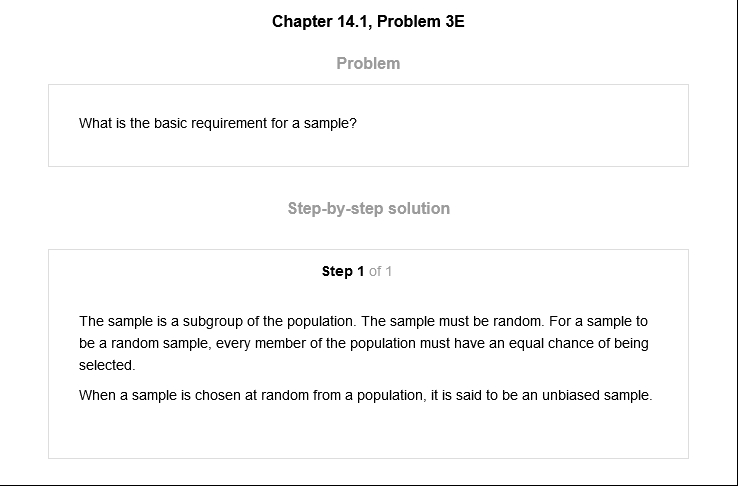 Chapter 14.1, Problem 3E
Problem
What is the basic requirement for a sample?
Step-by-step solution
Step 1 of 1
The sample is a subgroup of the population. The sample must be random. For a sample to
be a random sample, every member of the population must have an equal chance of being
selected.
When a sample is chosen at random from a population, it is said to be an unbiased sample.